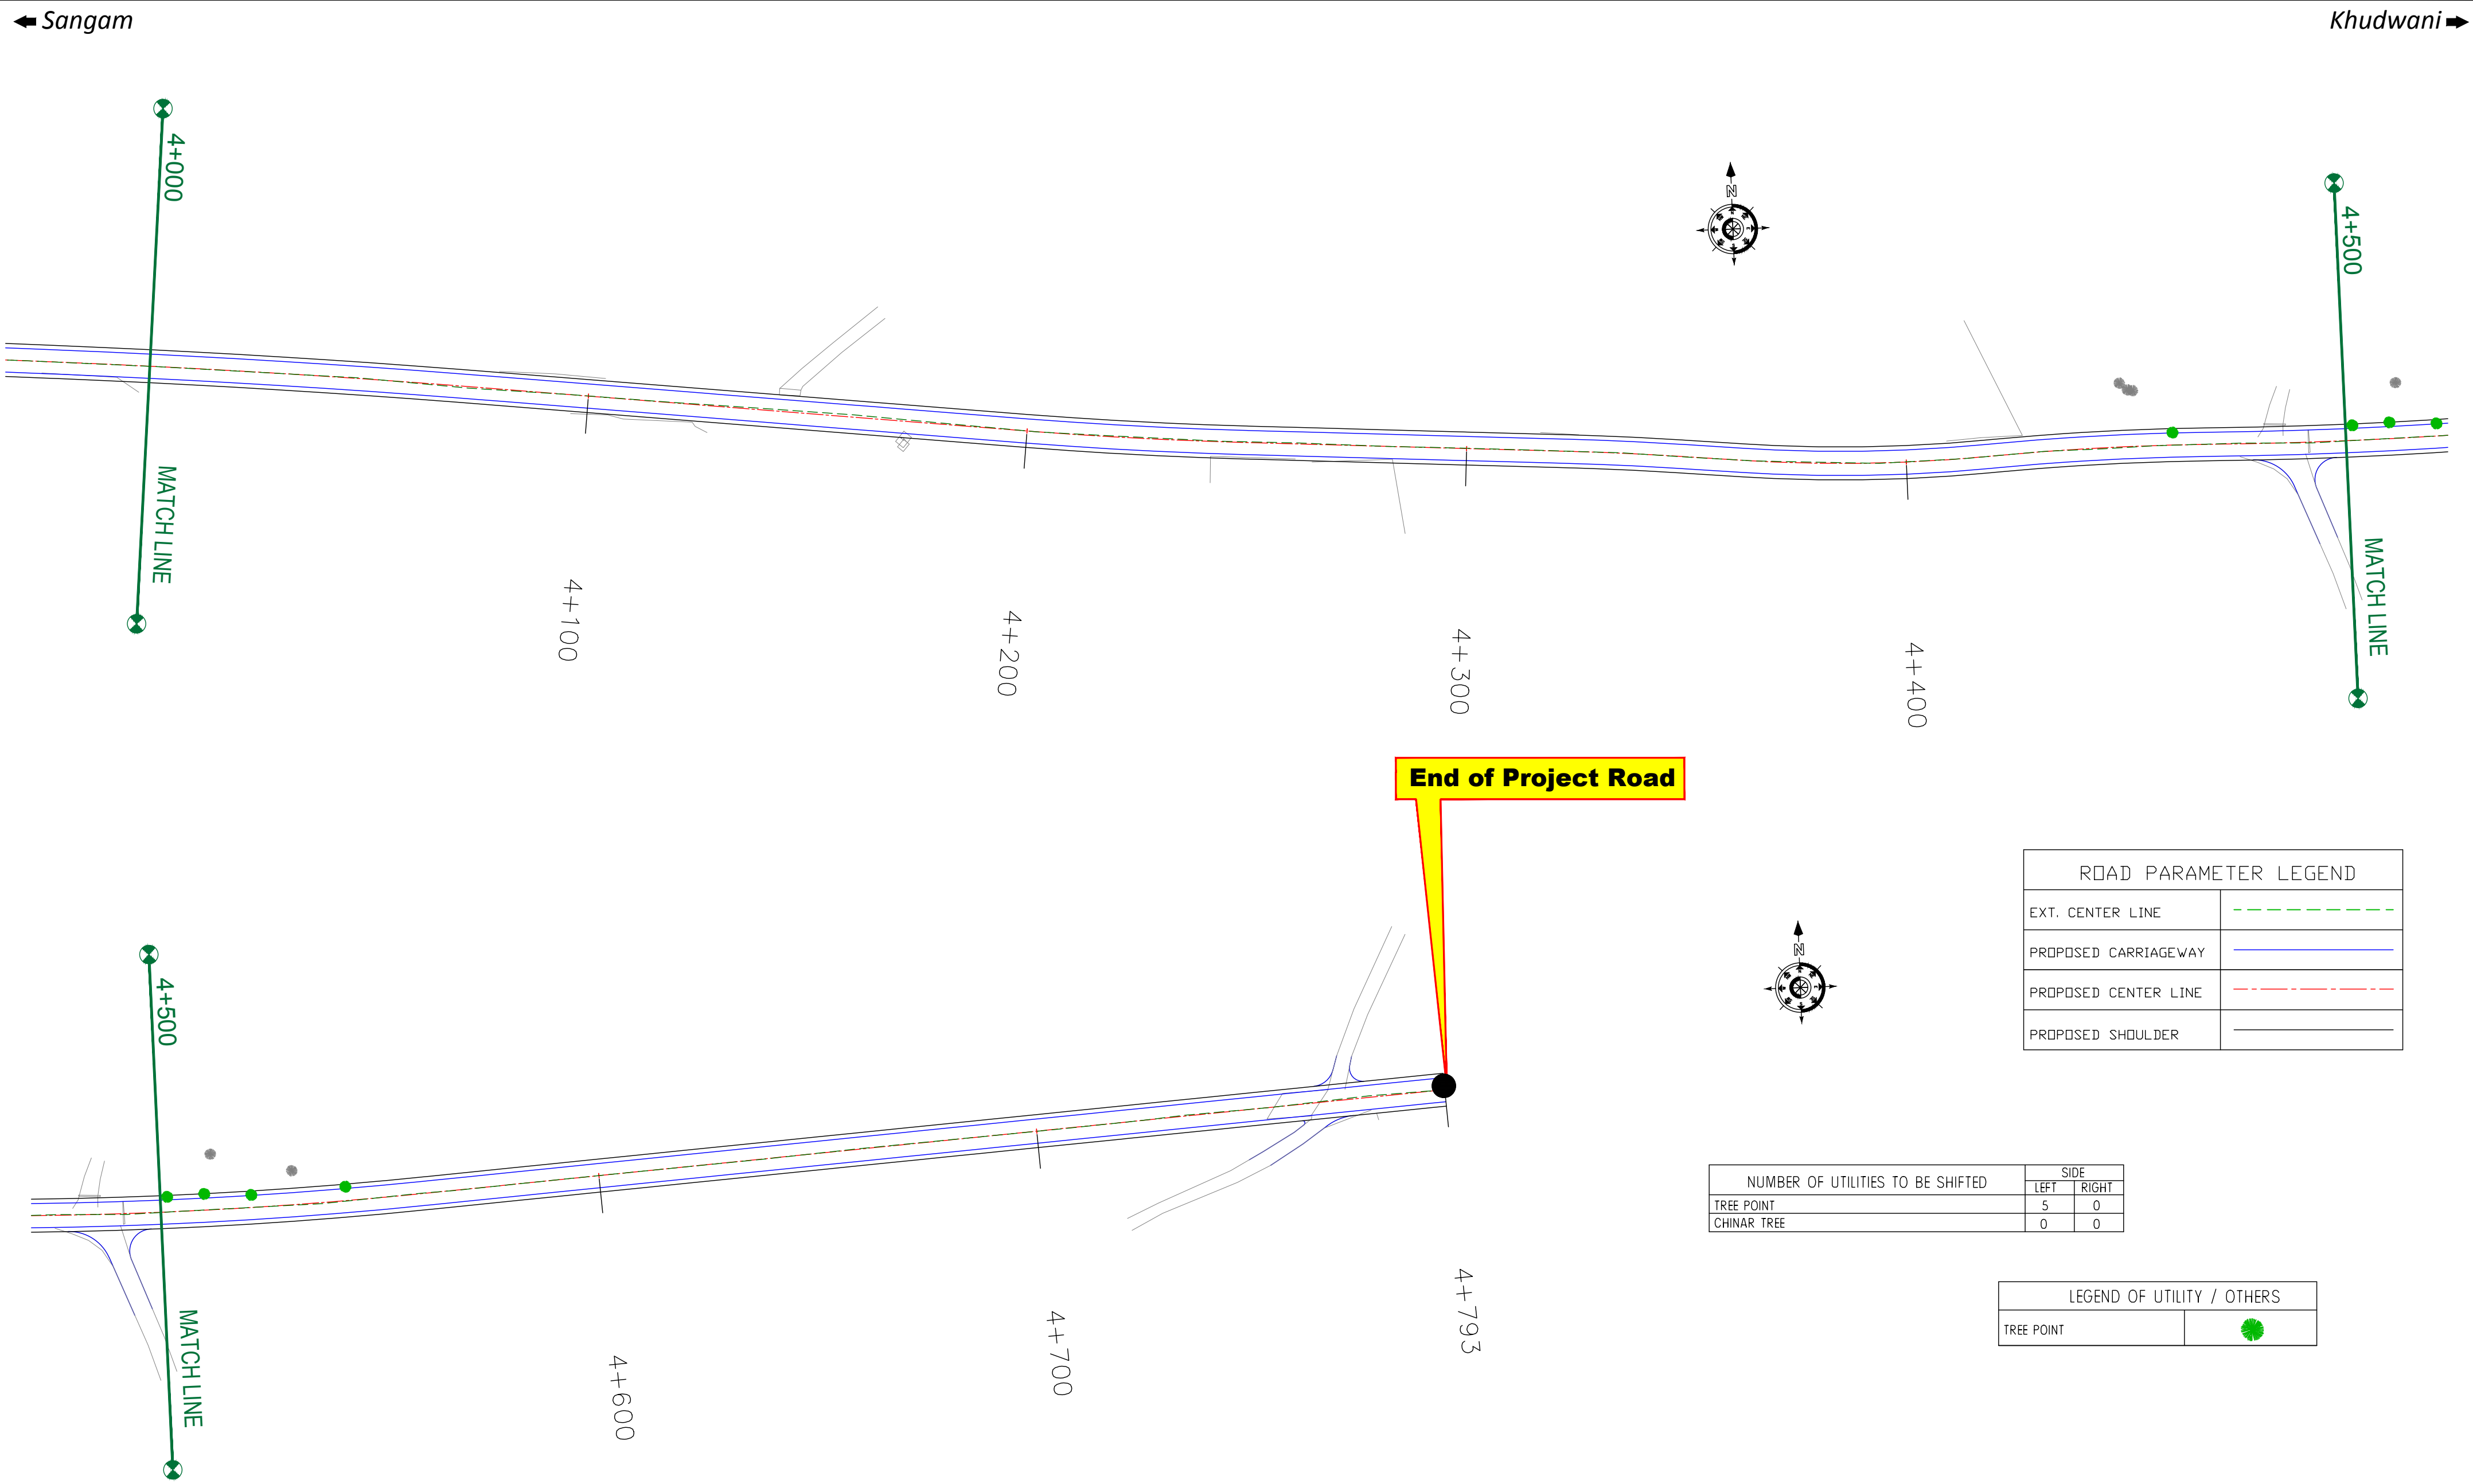 Sangam
Khudwani
4+000
MATCH LINE
N
4+500
MATCH LINE
4+100
4+200
4+300
4+400
End of Project Road
4+500
MATCH LINE
N
ROAD PARAMETER LEGEND
EXT. CENTER LINE
PROPOSED CARRIAGEWAY
PROPOSED CENTER LINE
PROPOSED SHOULDER
NUMBER OF UTILITIES TO BE SHIFTED SIDE
LEFT RIGHT
TREE POINT 5 0
CHINAR TREE 0 0
4+600
4+700
4+793
LEGEND OF UTILITY / OTHERS
TREE POINT